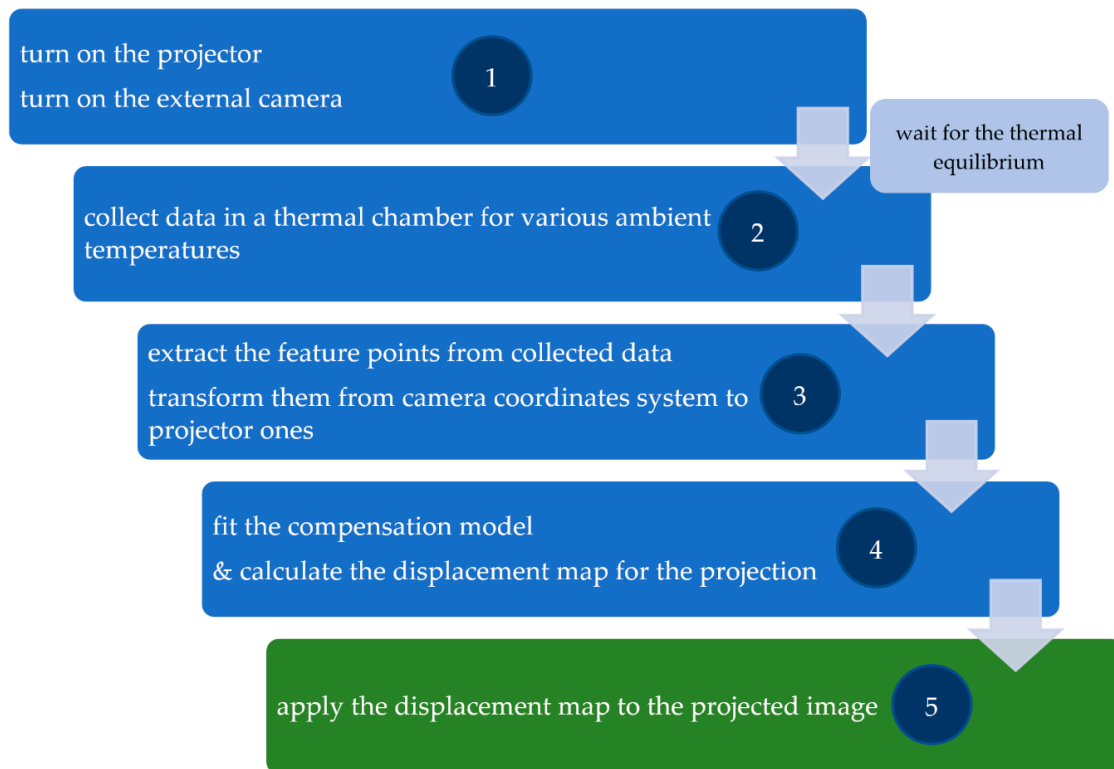 turn on the projector
turn on the external camera
1
wait for the thermal
equilibrium
collect data in a thermal chamber for various ambient
temperatures
2
extract the feature points from collected data
transform them from camera coordinates system to
projector ones
3
fit the compensation model
& calculate the displacement map for the projection
4
apply the displacement map to the projected image
5